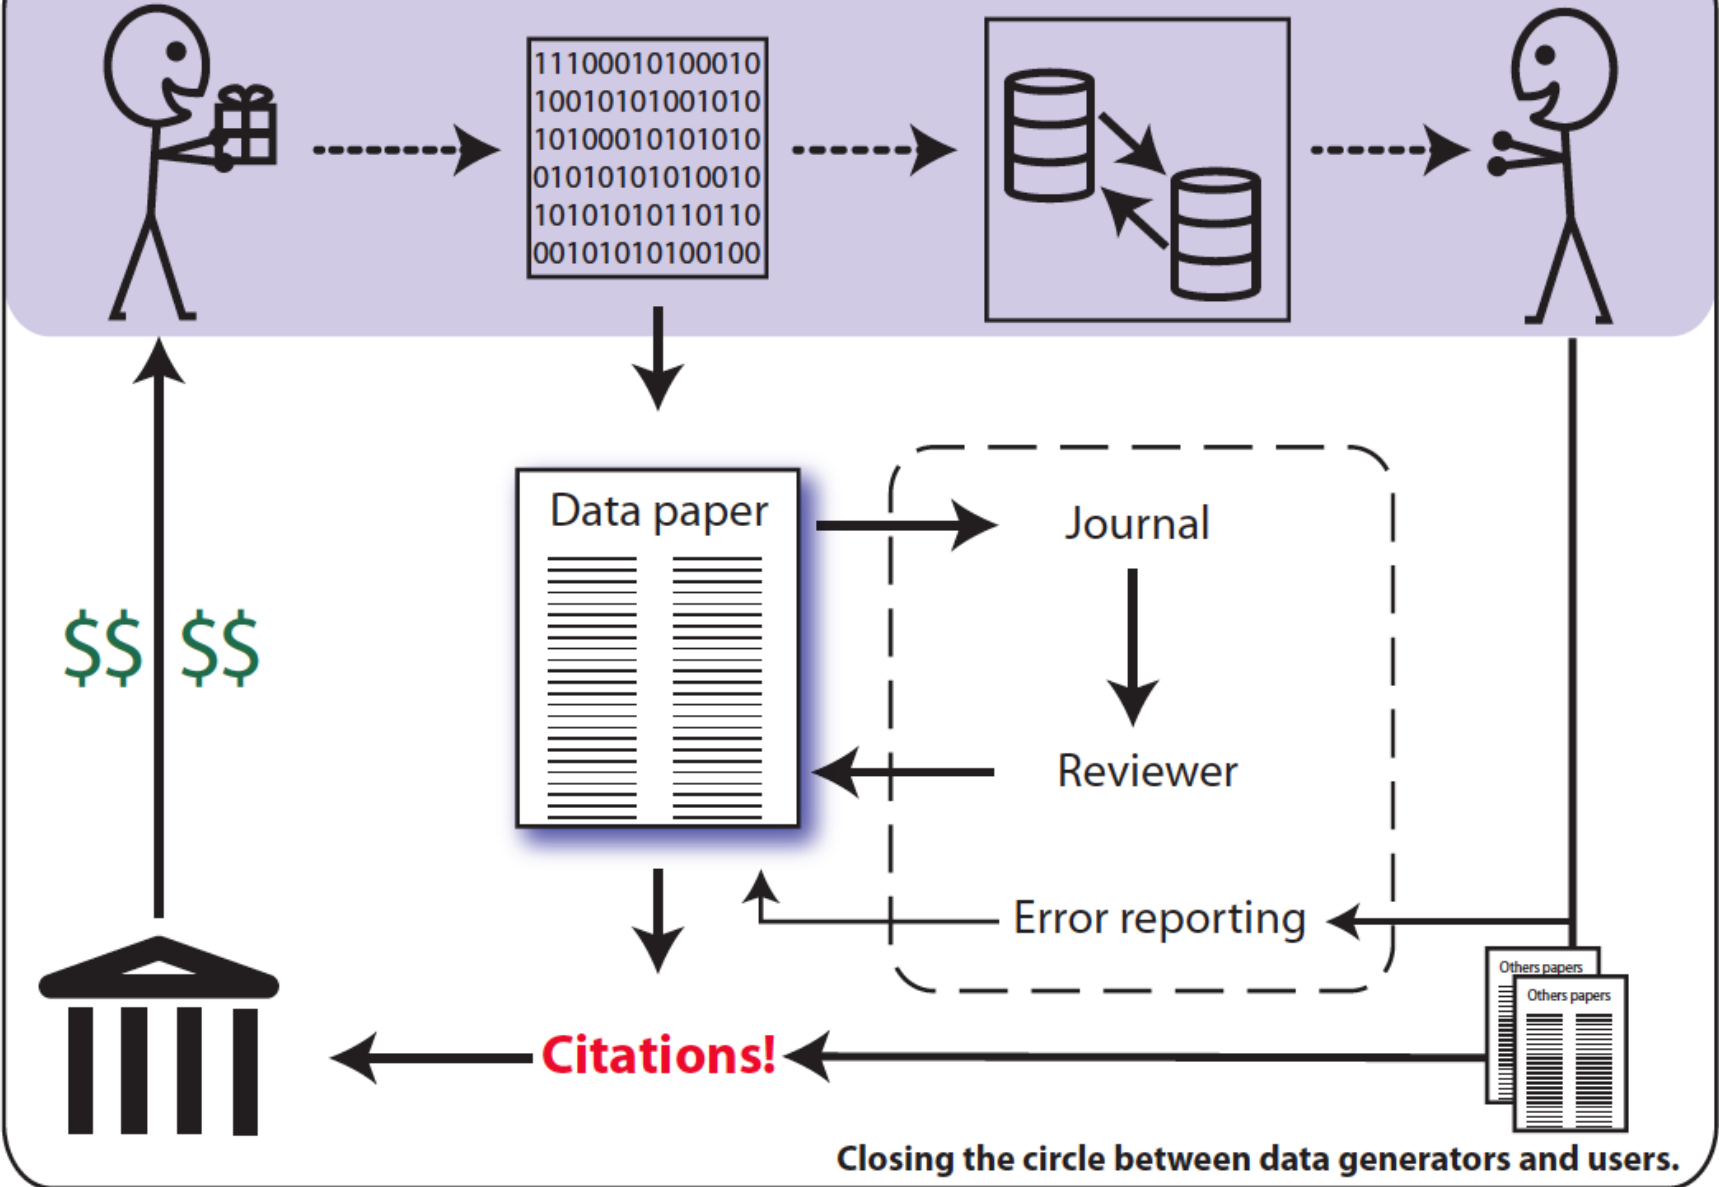 11100010100010
10010101001010
10100010101010
01010101010010
10101010110110
00101010100100
Data paper
Journal
$$ $$
Reviewer
Error reporting
Others papers
Others papers
Citations!
Closing the circle between data generators and users.